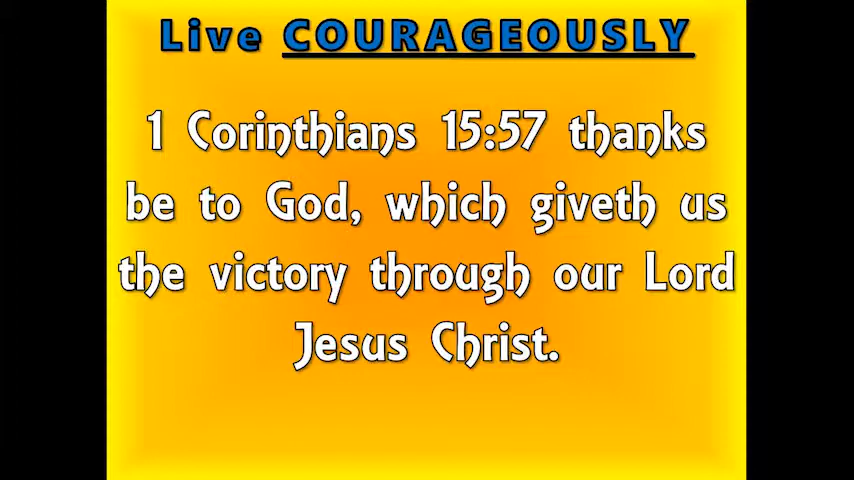 Live COURAGEOUSLY
1 Corinthians 15:57 thanks
be to God, which giveth us
the victory through our Lord
Jesus Christ.